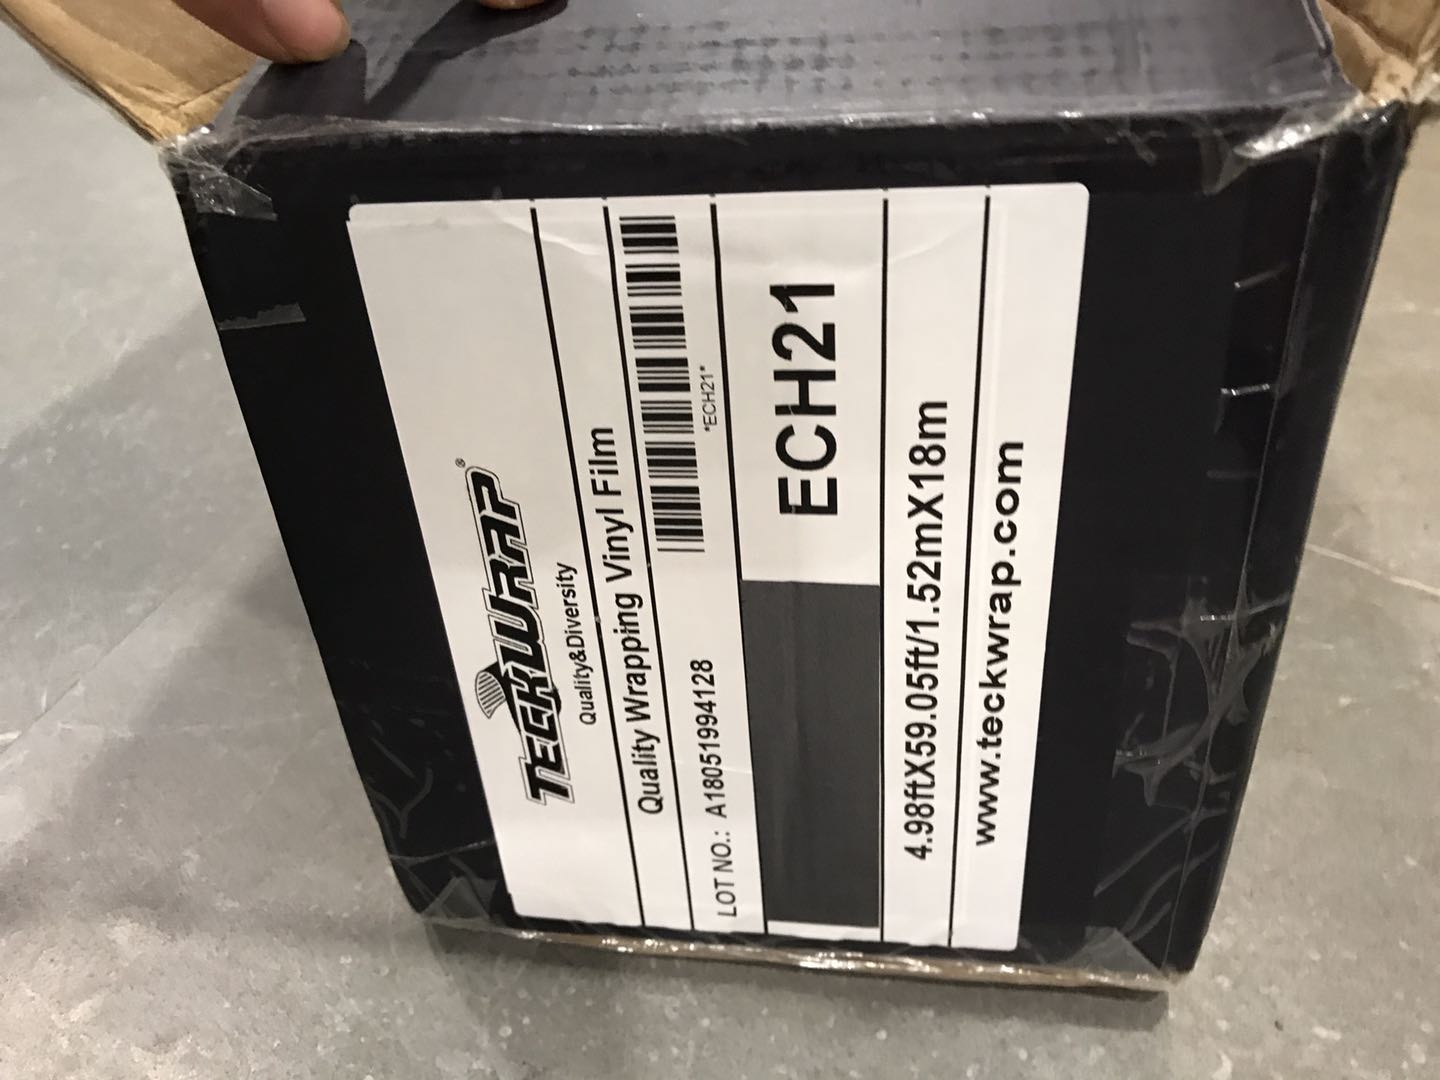 TECKWRAP®
Quality&Diversity
Quality Wrapping Vinyl Film
LOT NO.: A18051994128
*ECH21*
ECH21
4.98ftX59.05ft/1.52mX18m
www.teckwrap.com